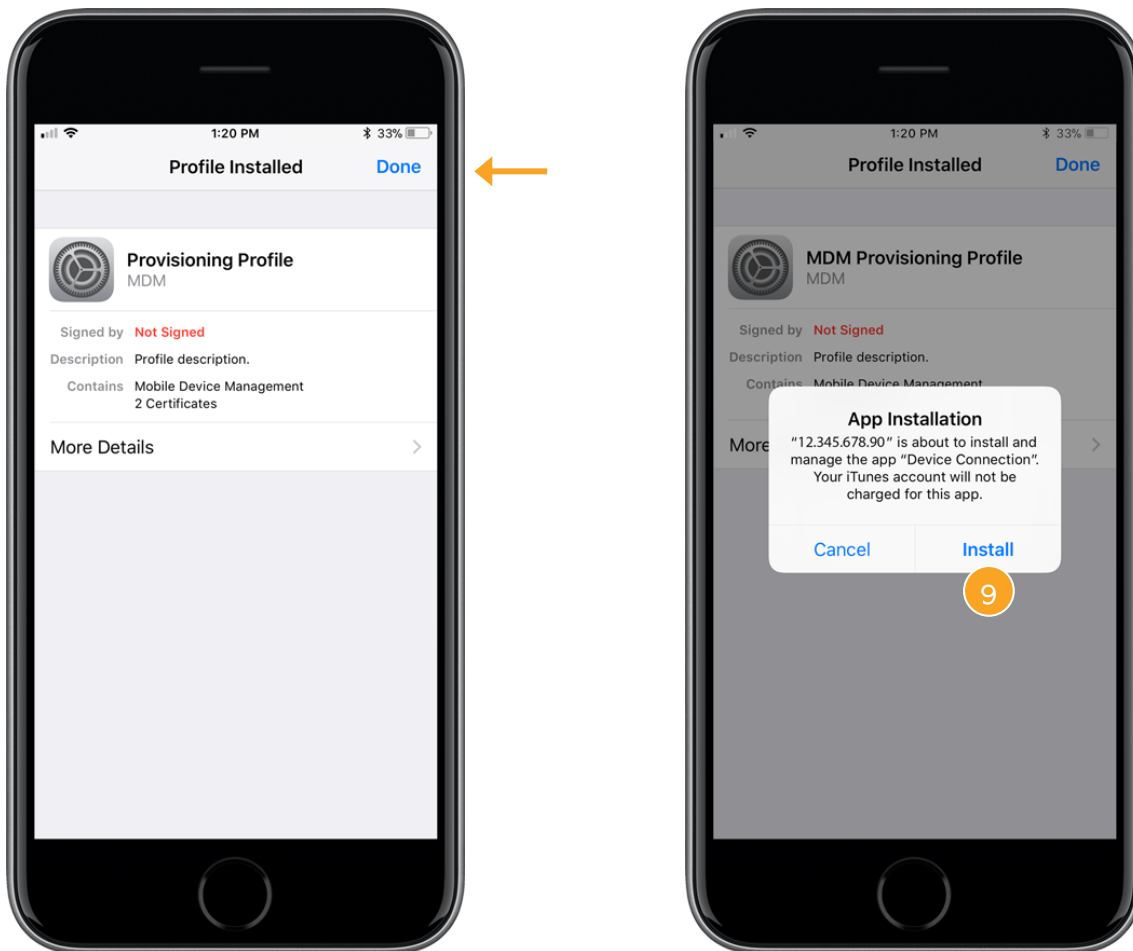 1:20 PM
33%
Profile Installed
Done
Provisioning Profile
MDM
Signed by Not Signed
Description Profile description.
Contains Mobile Device Management
2 Certificates
More Details
1:20 PM
33%
Profile Installed
Done
MDM Provisioning Profile
MDM
Signed by Not Signed
Description Profile description.
Contains Mobile Device Management
More
App Installation
“12.345.678.90” is about to install and
manage the app “Device Connection”.
Your iTunes account will not be
charged for this app.
Cancel
Install
9